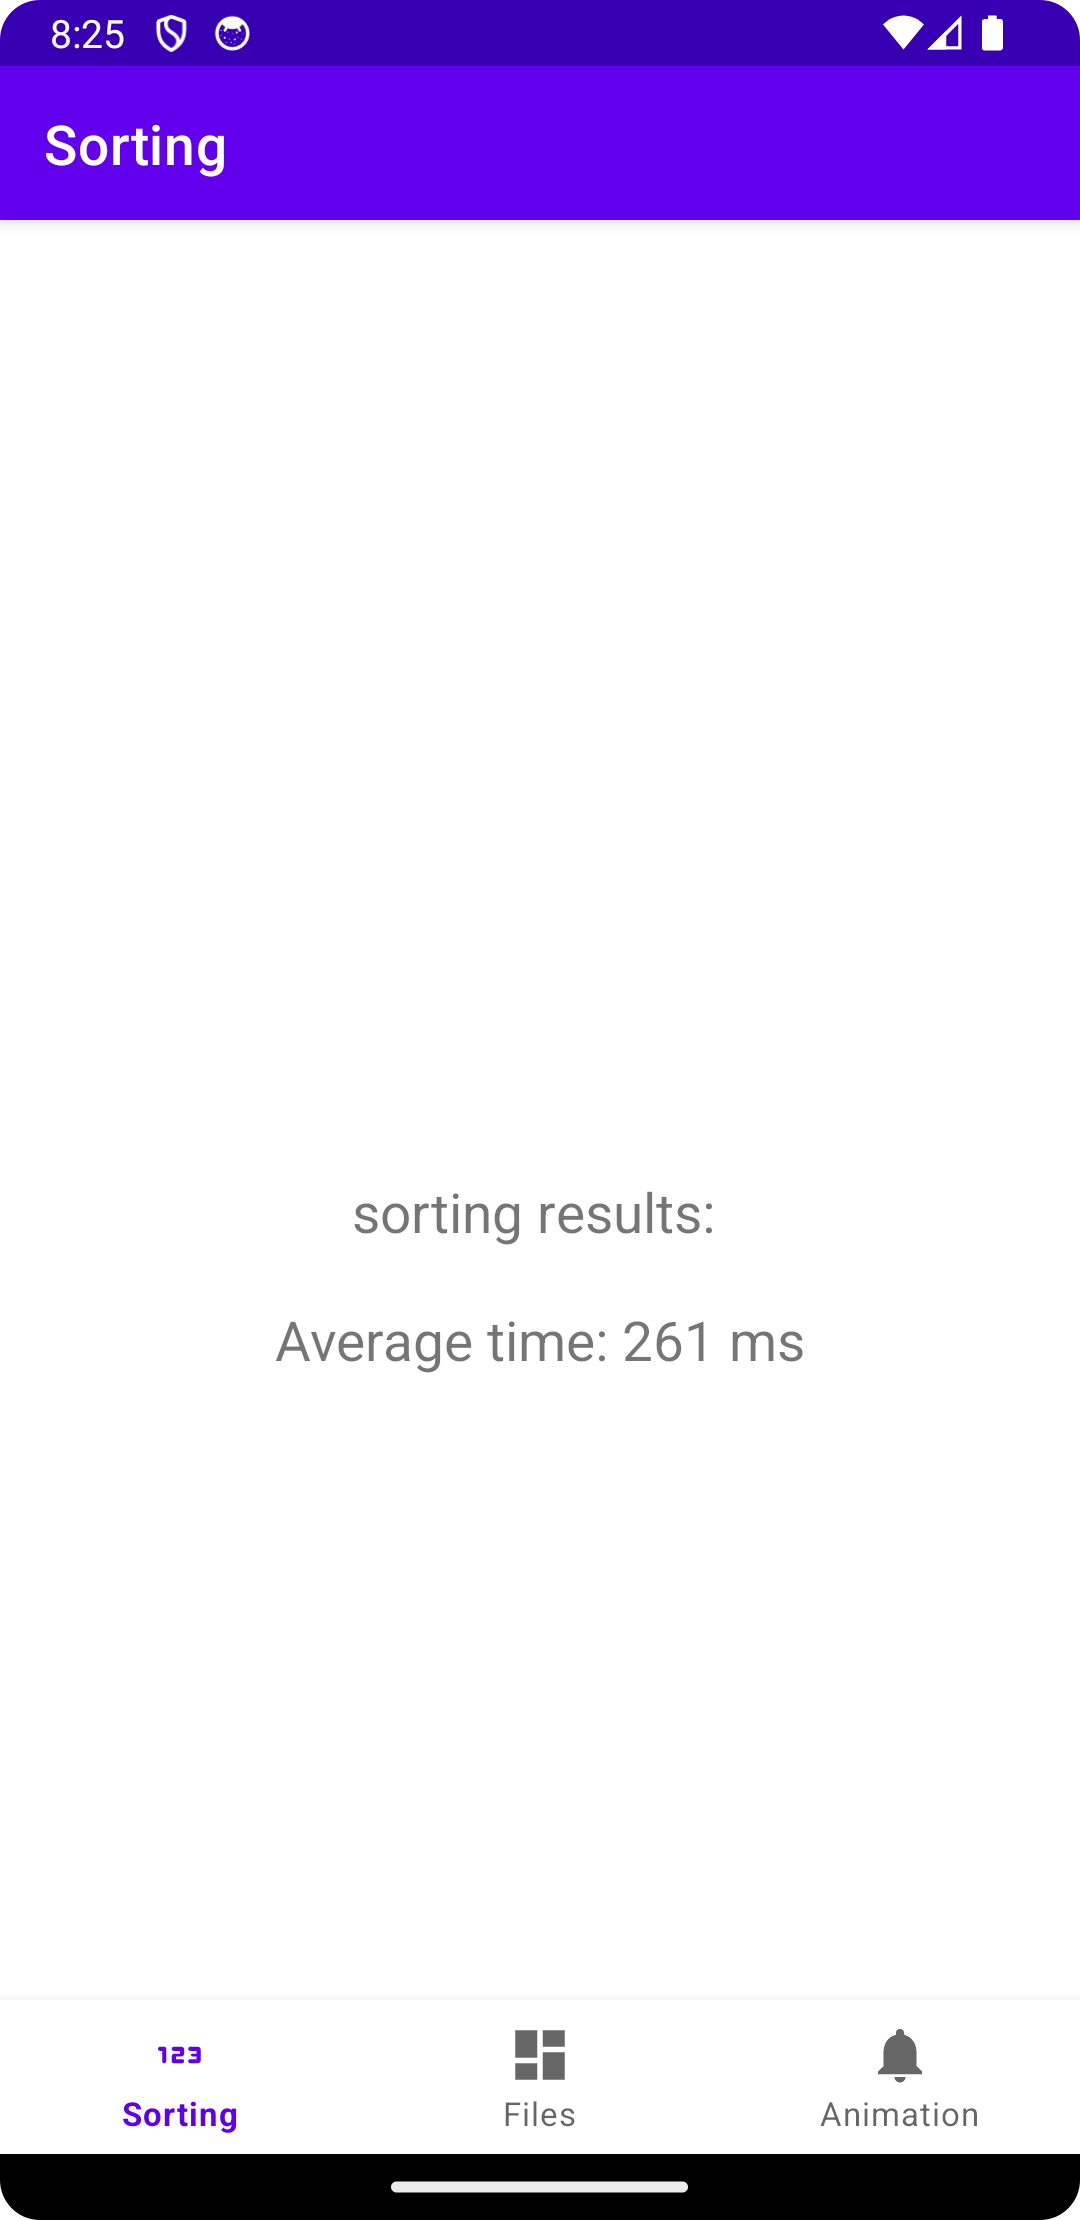 8:25
Sorting
sorting results:
Average time: 261 ms
123
Sorting
Files
Animation